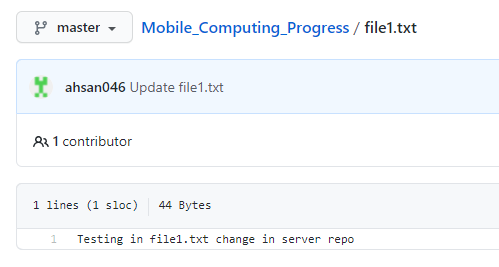 master Mobile_Computing_Progress / file1.txt
ahsan046 Update file1.txt
1 contributor
1 lines (1 sloc) 44 Bytes
1 Testing in file1.txt change in server repo